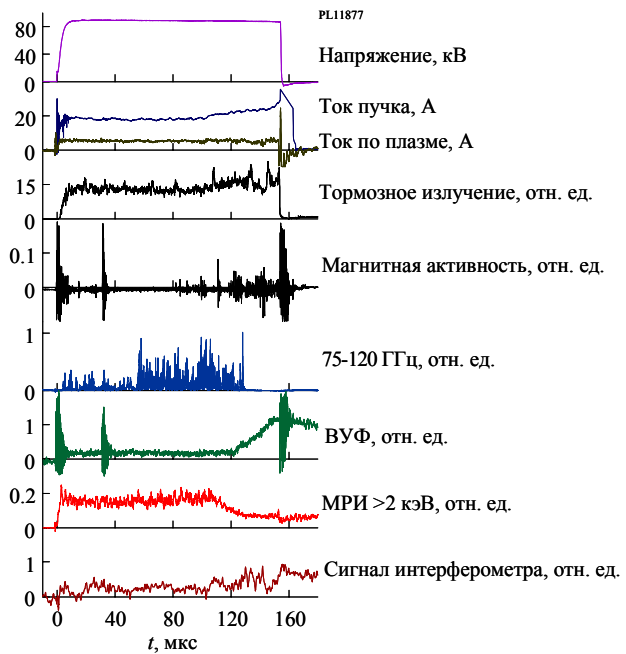 PL11877
80
40
0
Напряжение, кВ
20
0
Ток пучка, А
Ток по плазме, А
15
0
Тормозное излучение, отн. ед.
0.1
0
Магнитная активность, отн. ед.
1
0
75-120 ГГц, отн. ед.
1
0
ВУФ, отн. ед.
0.2
0
МРИ >2 кэВ, отн. ед.
1
0
Сигнал интерферометра, отн. ед.
0 40 80 120 160
t, мкс